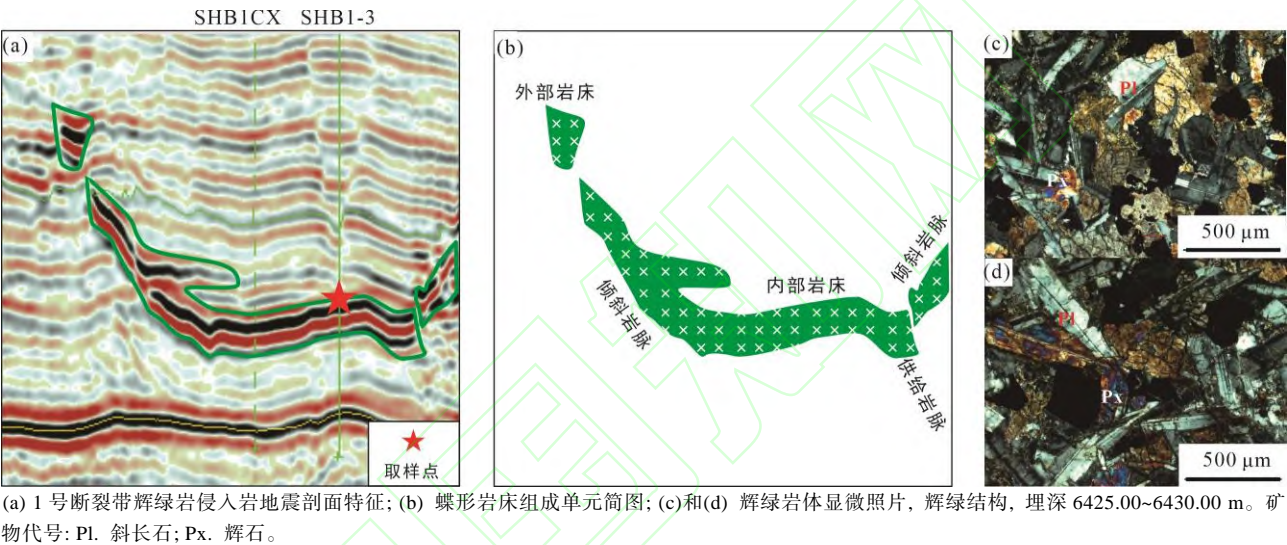 SHB1CX SHB1-3
(a)
取样点
(b)
外部岩床
倾斜岩脉
内部岩床
倾斜岩脉
供给岩脉
(c)
Pl
Px
500 μm
(d)
Pl
Px
500 μm
(a) 1 号断裂带辉绿岩侵入岩地震剖面特征; (b) 蝶形岩床组成单元简图; (c)和(d) 辉绿岩体显微照片, 辉绿结构, 埋深 6425.00~6430.00 m。矿
物代号: Pl. 斜长石; Px. 辉石。